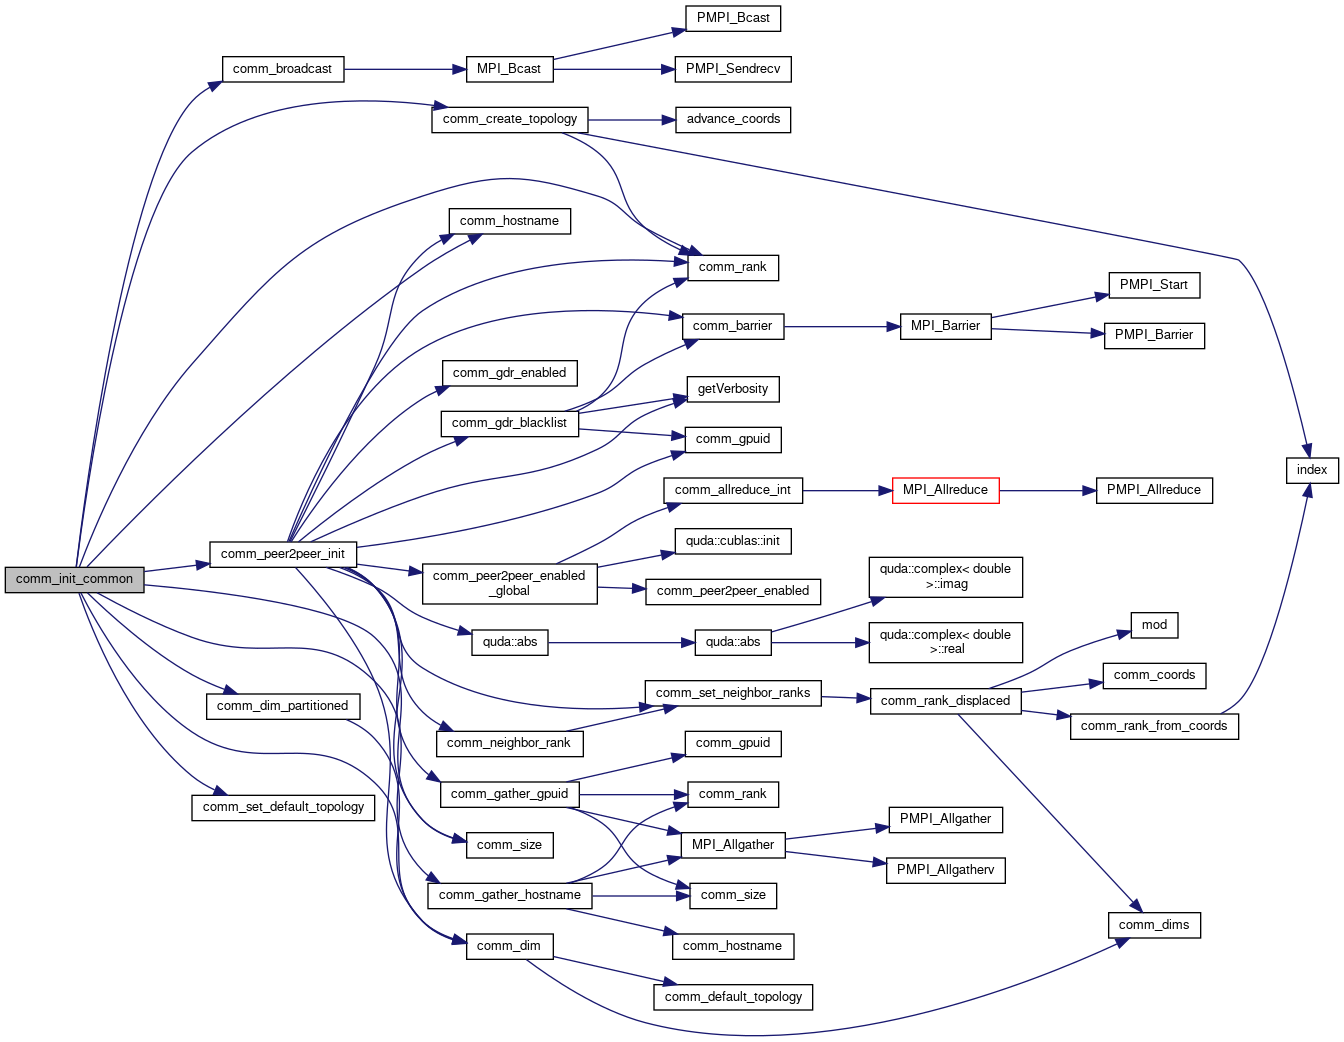 PMPI_Bcast
comm_broadcast
MPI_Bcast
PMPI_Sendrecv
comm_create_topology
advance_coords
comm_hostname
comm_rank
PMPI_Start
comm_barrier
MPI_Barrier
PMPI_Barrier
comm_gdr_enabled
getVerbosity
comm_gdr_blacklist
comm_gpuid
index
comm_allreduce_int
MPI_Allreduce
PMPI_Allreduce
quda::cublas::init
comm_peer2peer_init
comm_init_common
comm_peer2peer_enabled
_global
comm_peer2peer_enabled
quda::complex< double
>::imag
quda::abs
quda::abs
quda::complex< double
>::real
mod
comm_coords
comm_set_neighbor_ranks
comm_rank_displaced
comm_dim_partitioned
comm_rank_from_coords
comm_neighbor_rank
comm_gpuid
comm_gather_gpuid
comm_rank
comm_set_default_topology
PMPI_Allgather
comm_size
MPI_Allgather
PMPI_Allgatherv
comm_gather_hostname
comm_size
comm_dims
comm_dim
comm_hostname
comm_default_topology